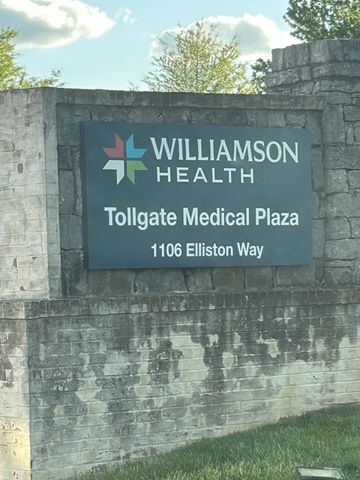 WILLIAMSON
HEALTH
Tollgate Medical Plaza
1106 Elliston Way